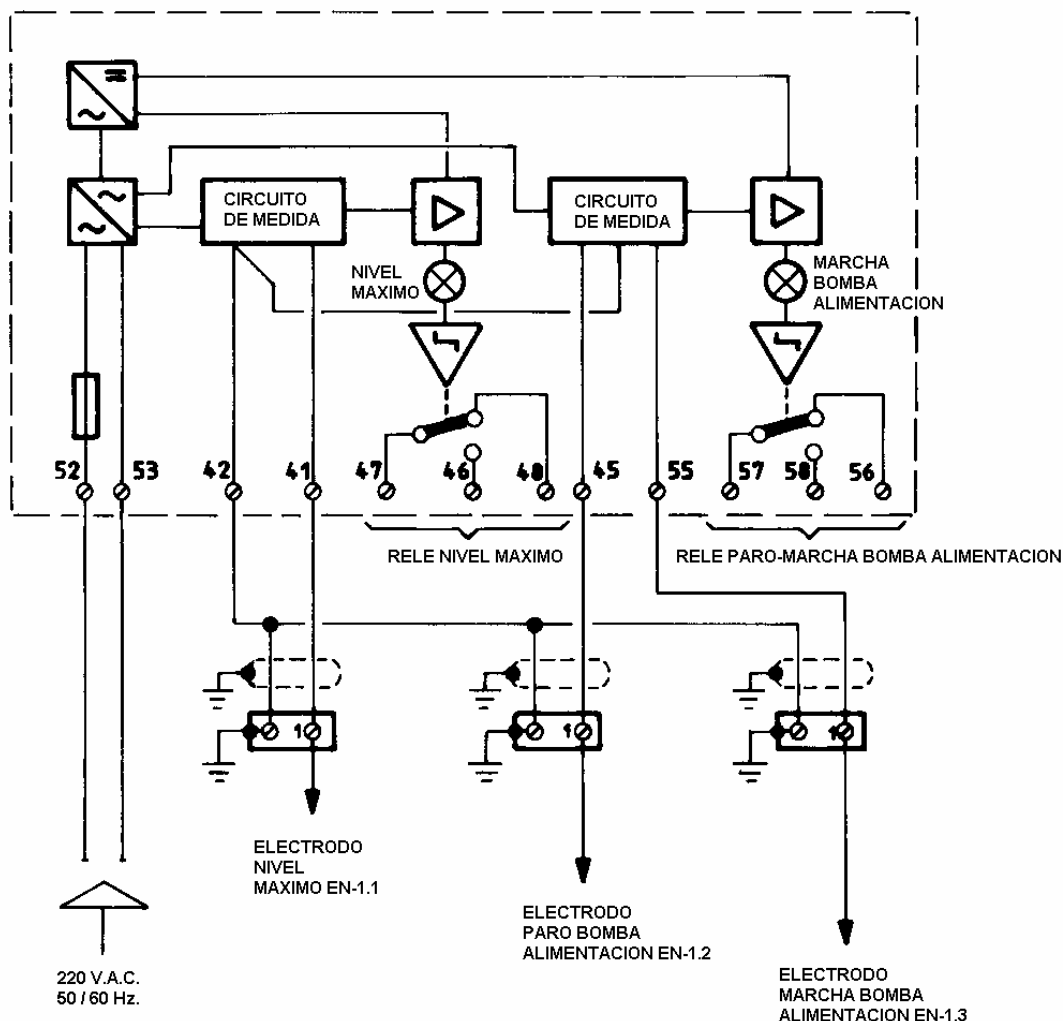 CIRCUITO
DE MEDIDA
CIRCUITO
DE MEDIDA
NIVEL
MAXIMO
MARCHA
BOMBA
ALIMENTACION
52
53
42
41
47
46
48
45
55
57
58
56
RELE NIVEL MAXIMO
RELE PARO-MARCHA BOMBA ALIMENTACION
1
1
1
ELECTRODO
NIVEL
MAXIMO EN-1.1
ELECTRODO
PARO BOMBA
ALIMENTACION EN-1.2
ELECTRODO
MARCHA BOMBA
ALIMENTACION EN-1.3
220 V.A.C.
50 / 60 Hz.